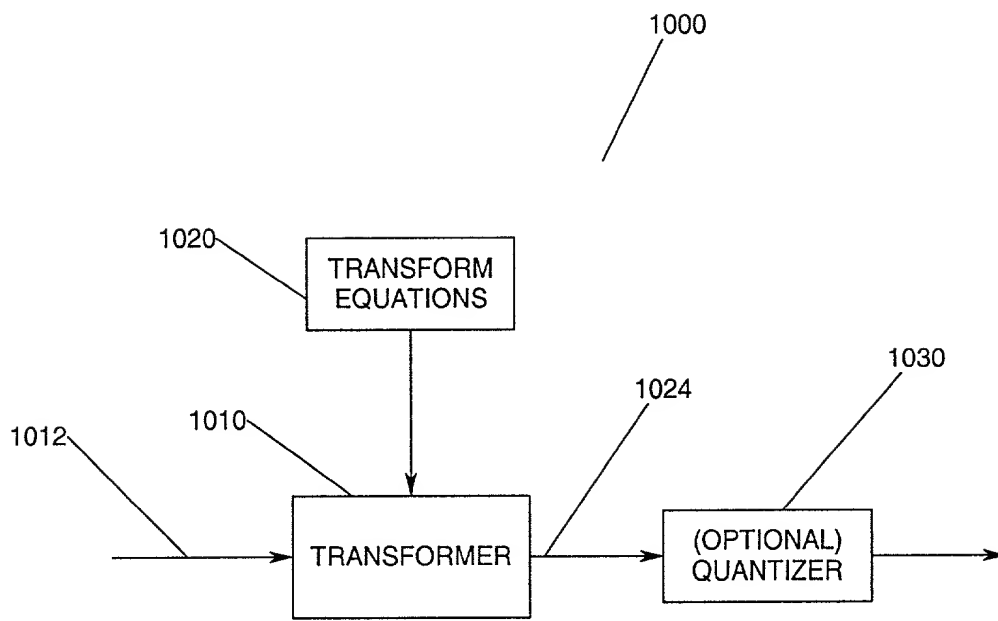 1000
1020
TRANSFORM
EQUATIONS
1030
1024
1010
1012
TRANSFORMER
(OPTIONAL)
QUANTIZER